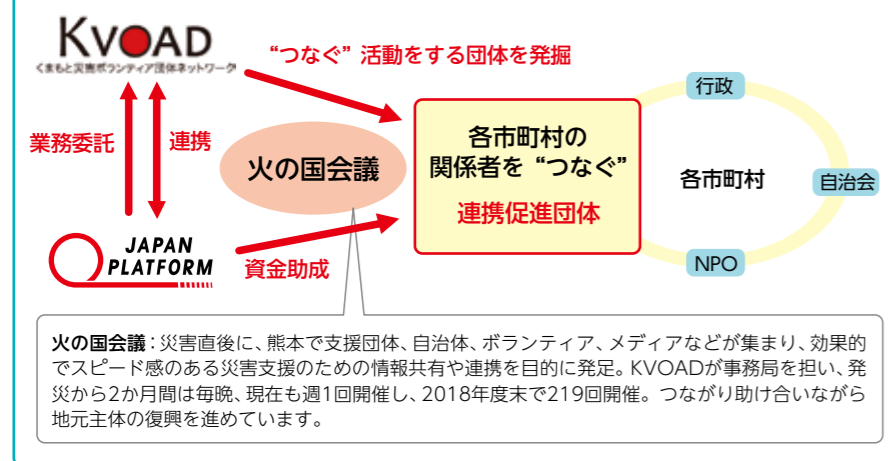 KVOAD
くまもと災害ボランティア団体ネットワーク
“つなぐ”活動をする団体を発掘
業務委託
連携
火の国会議
各市町村の
関係者を“つなぐ”
連携促進団体
行政
各市町村
自治会
NPO
JAPAN
PLATFORM
資金助成
火の国会議：災害直後に、熊本で支援団体、自治体、ボランティア、メディアなどが集まり、効果的
でスピード感のある災害支援のための情報共有や連携を目的に発足。KVOADが事務局を担い、発
災から2か月間は毎晩、現在も週1回開催し、2018年度末で219回開催。つながり助け合いながら
地元主体の復興を進めています。